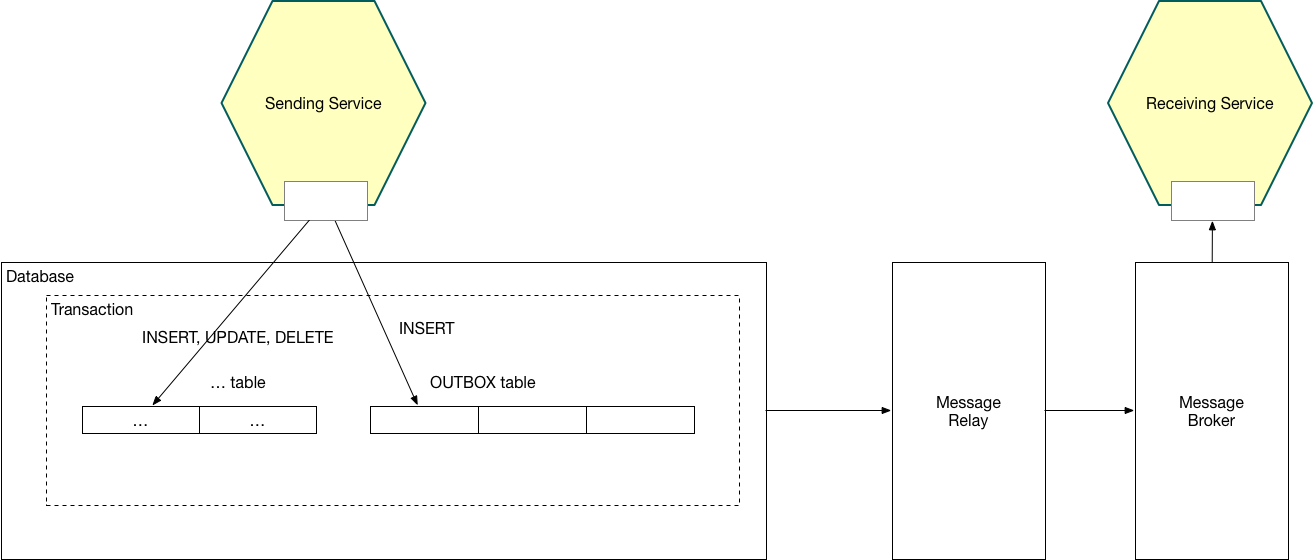 Sending Service
Receiving Service
Database
Transaction
INSERT, UPDATE, DELETE
INSERT
… table
OUTBOX table
…
…
Message
Relay
Message
Broker